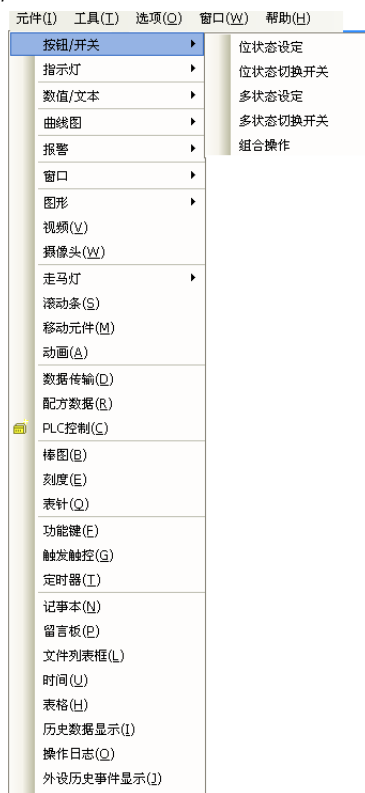 元件(I) 工具(T) 选项(O) 窗口(W) 帮助(H)
按钮/开关
位状态设定
位状态切换开关
多状态设定
多状态切换开关
组合操作
指示灯
数值/文本
曲线图
报警
窗口
图形
视频(V)
摄像头(W)
走马灯
滚动条(S)
移动元件(M)
动画(A)
数据传输(D)
配方数据(R)
PLC控制(C)
棒图(B)
刻度(E)
表针(Q)
功能键(F)
触发触控(G)
定时器(T)
记事本(N)
留言板(P)
文件列表框(L)
时间(U)
表格(H)
历史数据显示(I)
操作日志(O)
外设历史事件显示(J)